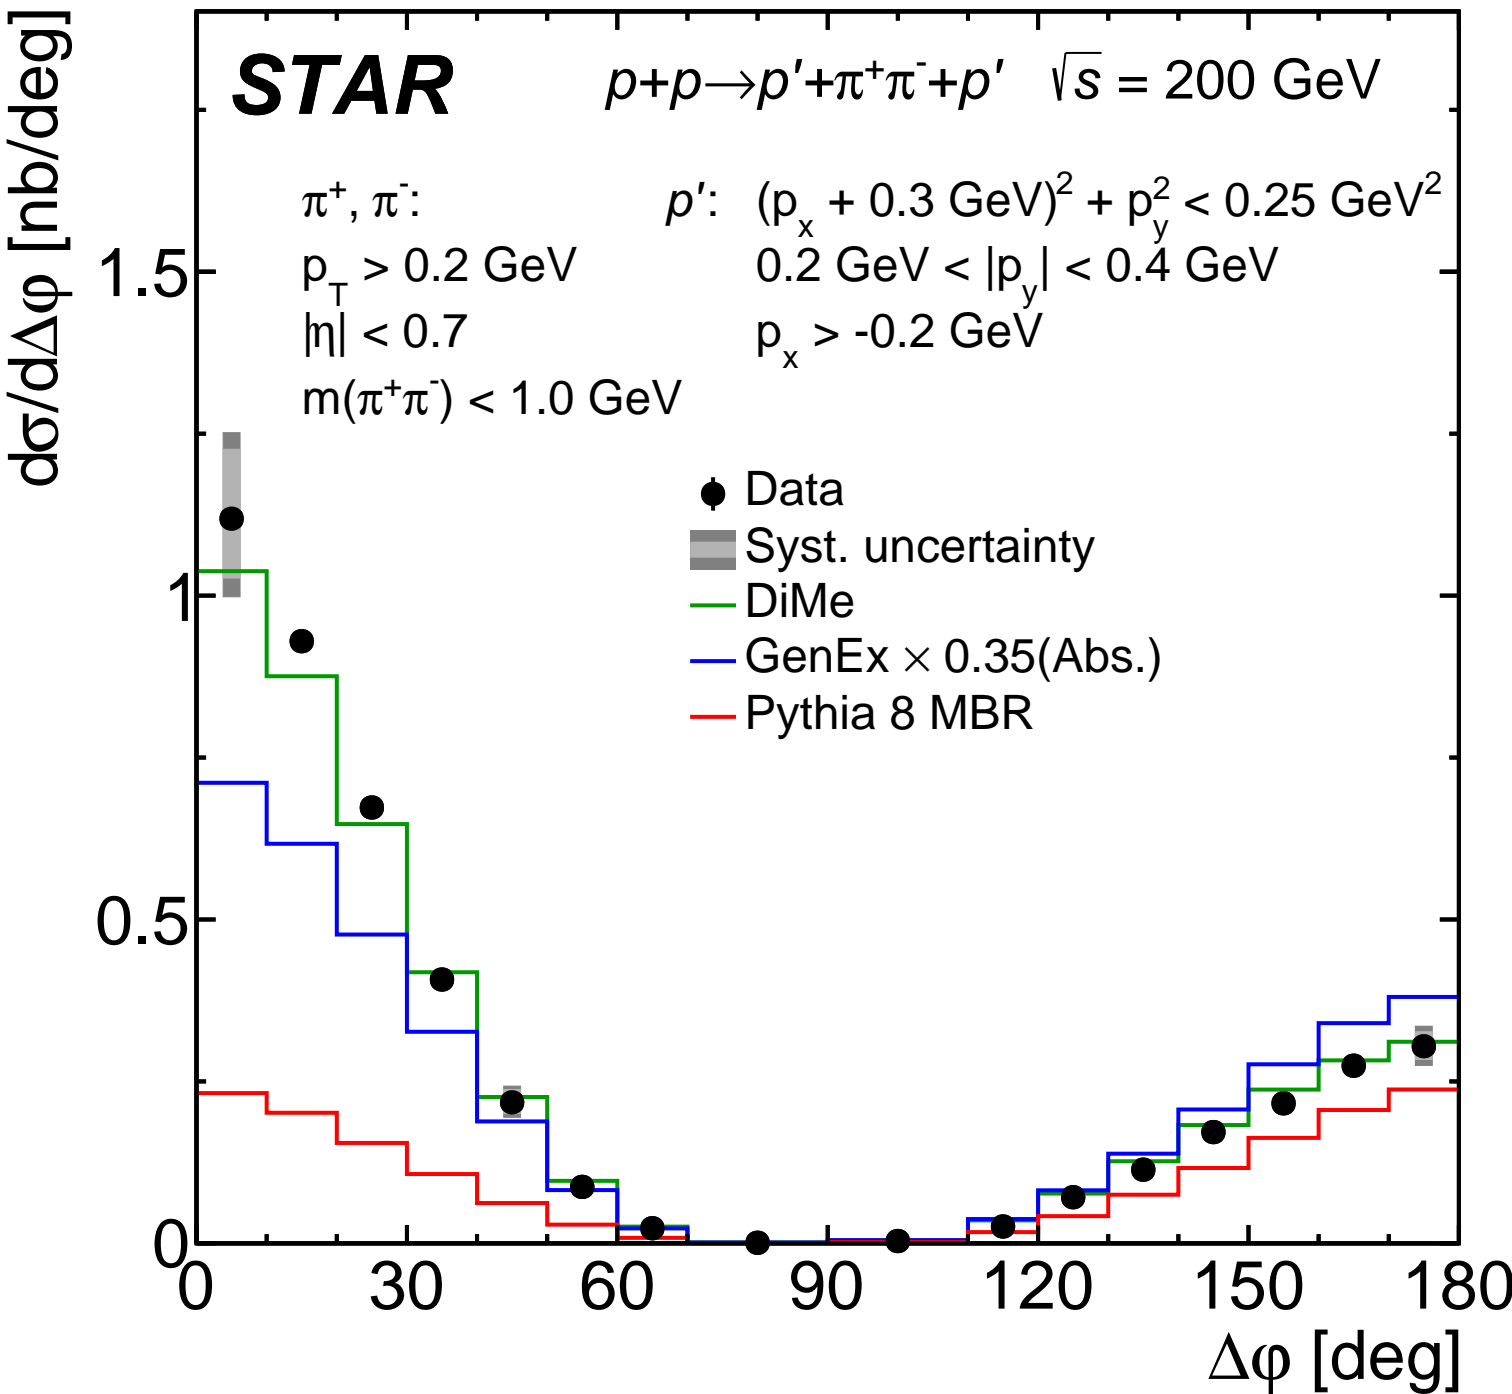 STAR p+p→p′+π⁺π⁻+p′ √s = 200 GeV
π⁺, π⁻: p′: (pₓ + 0.3 GeV)² + p_y² < 0.25 GeV²
p_T > 0.2 GeV 0.2 GeV < |p_y| < 0.4 GeV
|η| < 0.7 pₓ > -0.2 GeV
m(π⁺π⁻) < 1.0 GeV
Data
Syst. uncertainty
DiMe
GenEx × 0.35(Abs.)
Pythia 8 MBR
dσ/dΔφ [nb/deg]
1.5
1
0.5
0
0 30 60 90 120 150 180
Δφ [deg]